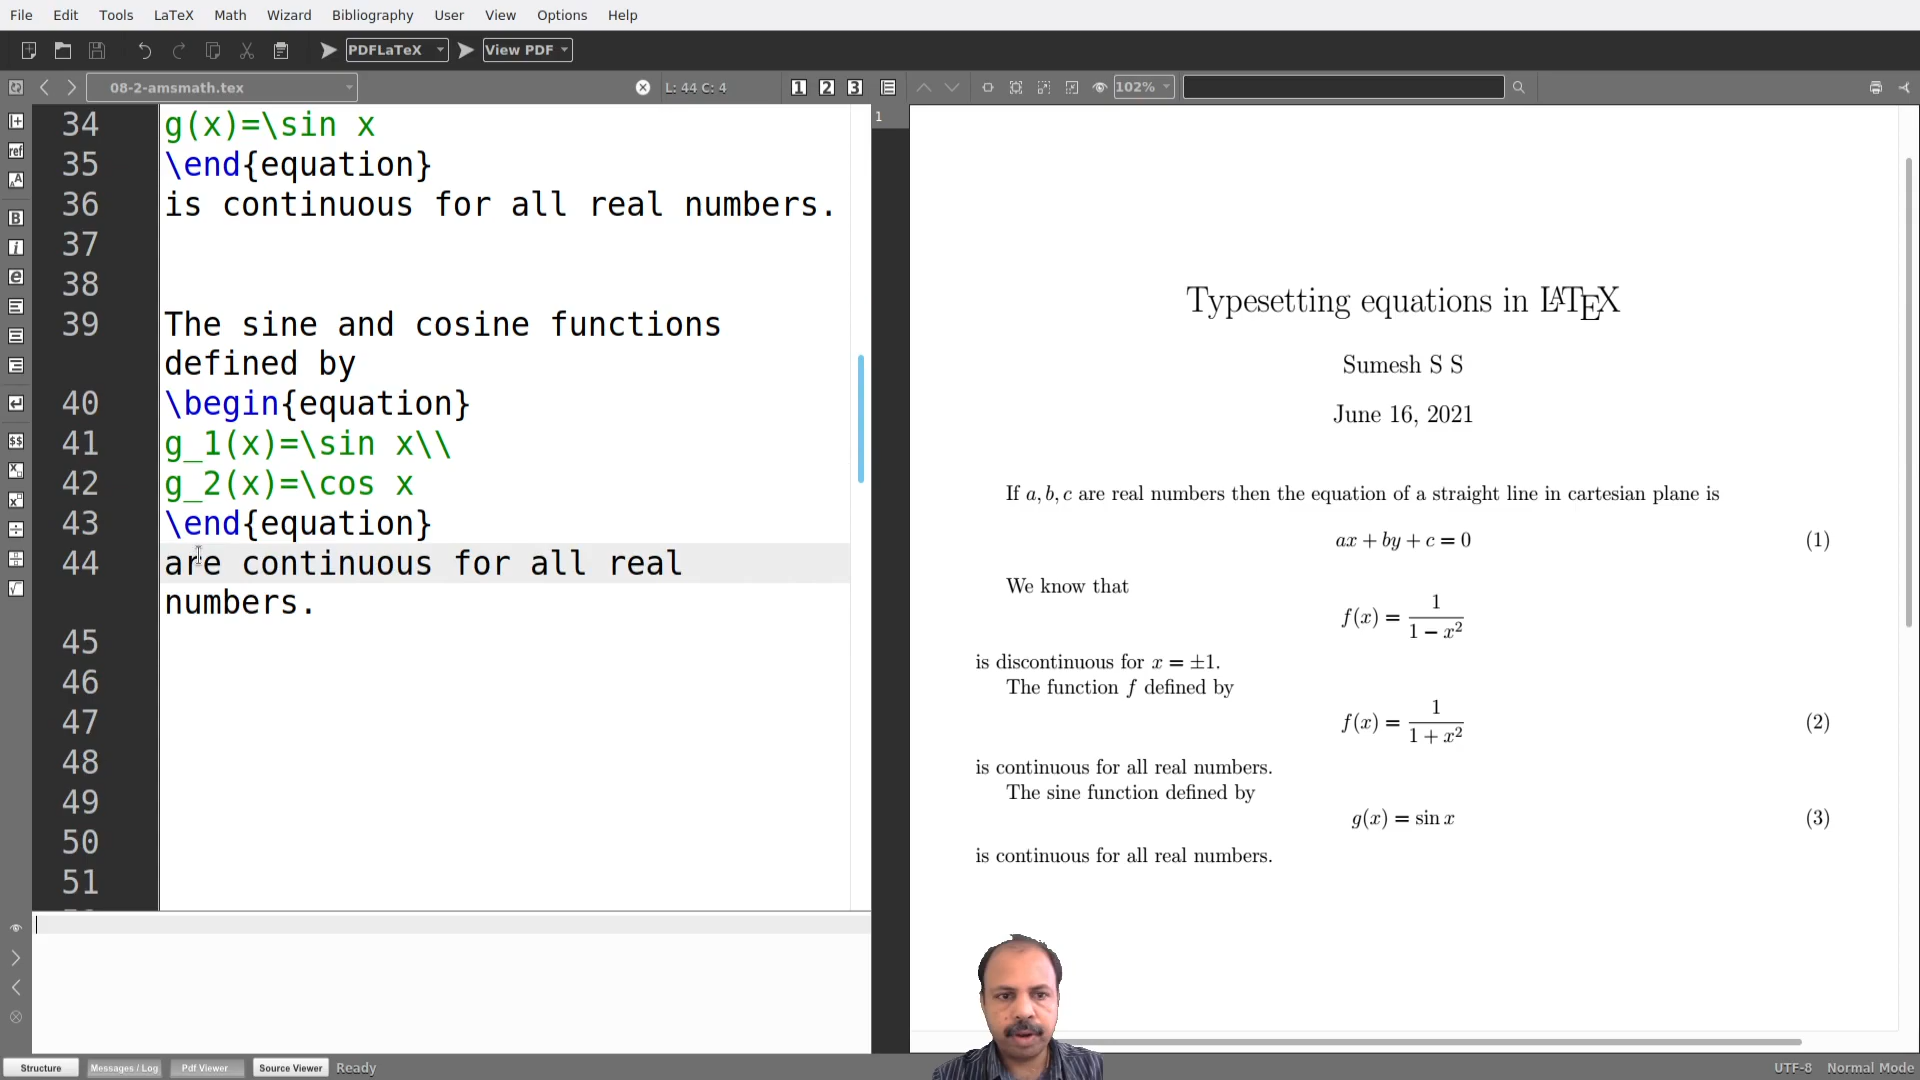 File Edit Tools LaTeX Math Wizard Bibliography User View Options Help
PDFLaTeX View PDF
08-2-amsmath.tex L: 44 C: 4 1 2 3 102%
34 g(x)=\sin x
35 \end{equation}
36 is continuous for all real numbers.
37
38
39 The sine and cosine functions
defined by
40 \begin{equation}
41 g_1(x)=\sin x\\
42 g_2(x)=\cos x
43 \end{equation}
44 are continuous for all real
numbers.
45
46
47
48
49
50
51
1
Typesetting equations in LATEX
Sumesh S S
June 16, 2021
If a, b, c are real numbers then the equation of a straight line in cartesian plane is
ax + by + c = 0 (1)
We know that
f(x) = 1 / (1 − x²)
is discontinuous for x = ±1.
The function f defined by
f(x) = 1 / (1 + x²) (2)
is continuous for all real numbers.
The sine function defined by
g(x) = sin x (3)
is continuous for all real numbers.
Structure Messages / Log Pdf Viewer Source Viewer Ready UTF-8 Normal Mode